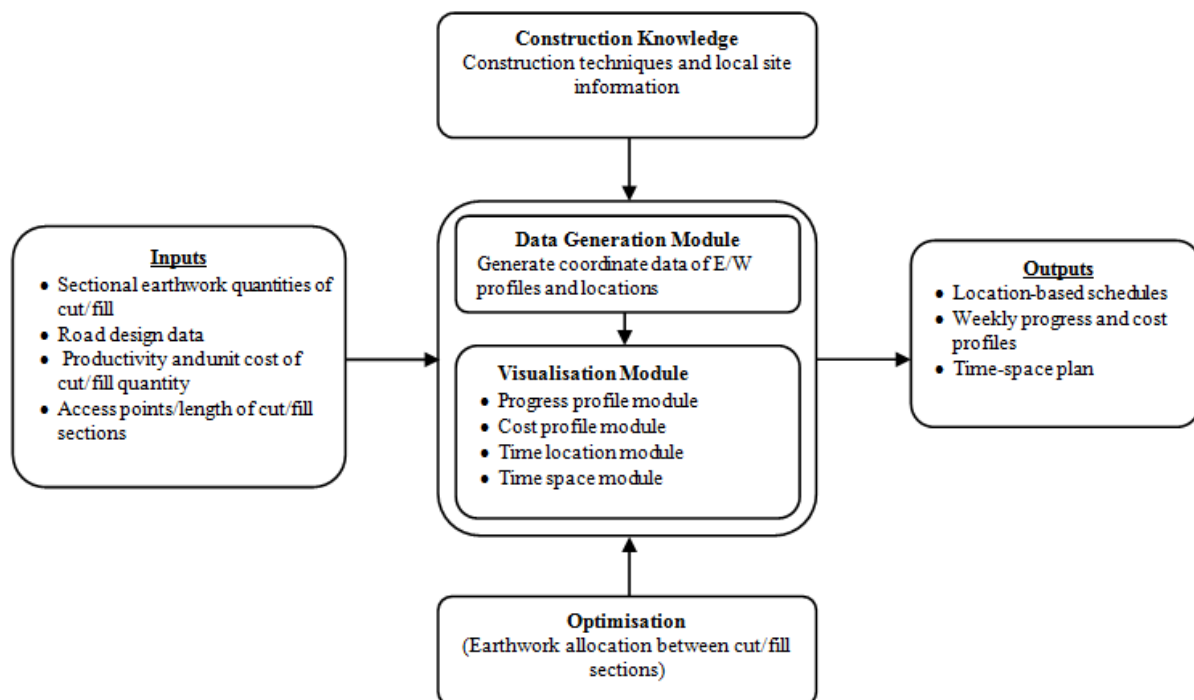 Construction Knowledge
Construction techniques and local site
information
Inputs
• Sectional earthwork quantities of
cut/fill
• Road design data
• Productivity and unit cost of
cut/fill quantity
• Access points/length of cut/fill
sections
Data Generation Module
Generate coordinate data of E/W
profiles and locations
Visualisation Module
• Progress profile module
• Cost profile module
• Time location module
• Time space module
Outputs
• Location-based schedules
• Weekly progress and cost
profiles
• Time-space plan
Optimisation
(Earthwork allocation between cut/fill
sections)